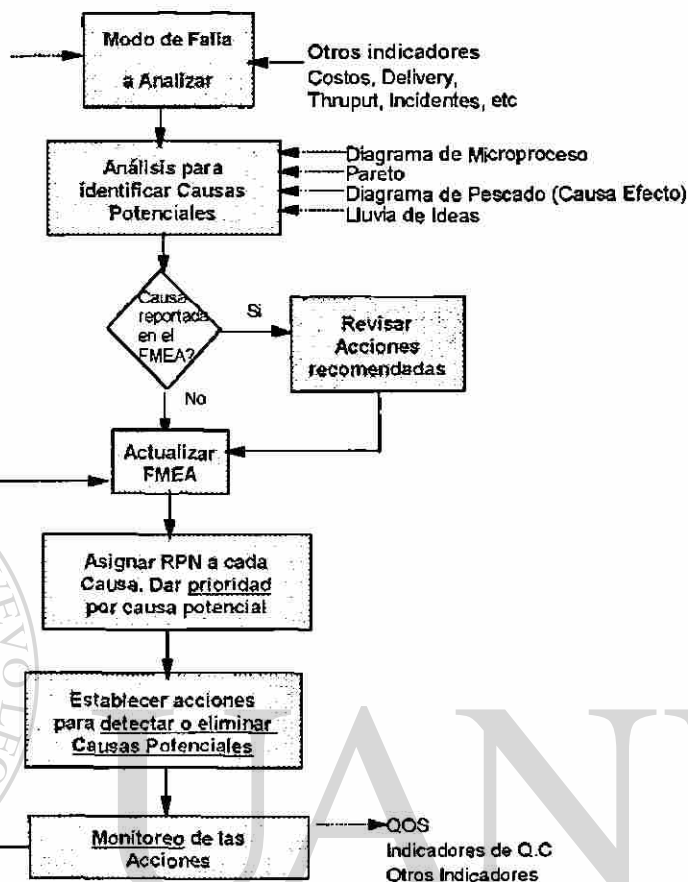 Modo de Falla
a Analizar
Otros indicadores
Costos, Delivery,
Thruput, Incidentes, etc
Análisis para
identificar Causas
Potenciales
Diagrama de Microproceso
Pareto
Diagrama de Pescado (Causa Efecto)
Lluvia de Ideas
Causa
reportada
en el
FMEA?
Si
Revisar
Acciones
recomendadas
No
Actualizar
FMEA
Asignar RPN a cada
Causa. Dar prioridad
por causa potencial
Establecer acciones
para detectar o eliminar
Causas Potenciales
Monitoreo de las
Acciones
QOS
Indicadores de Q.C
Otros Indicadores
UAN